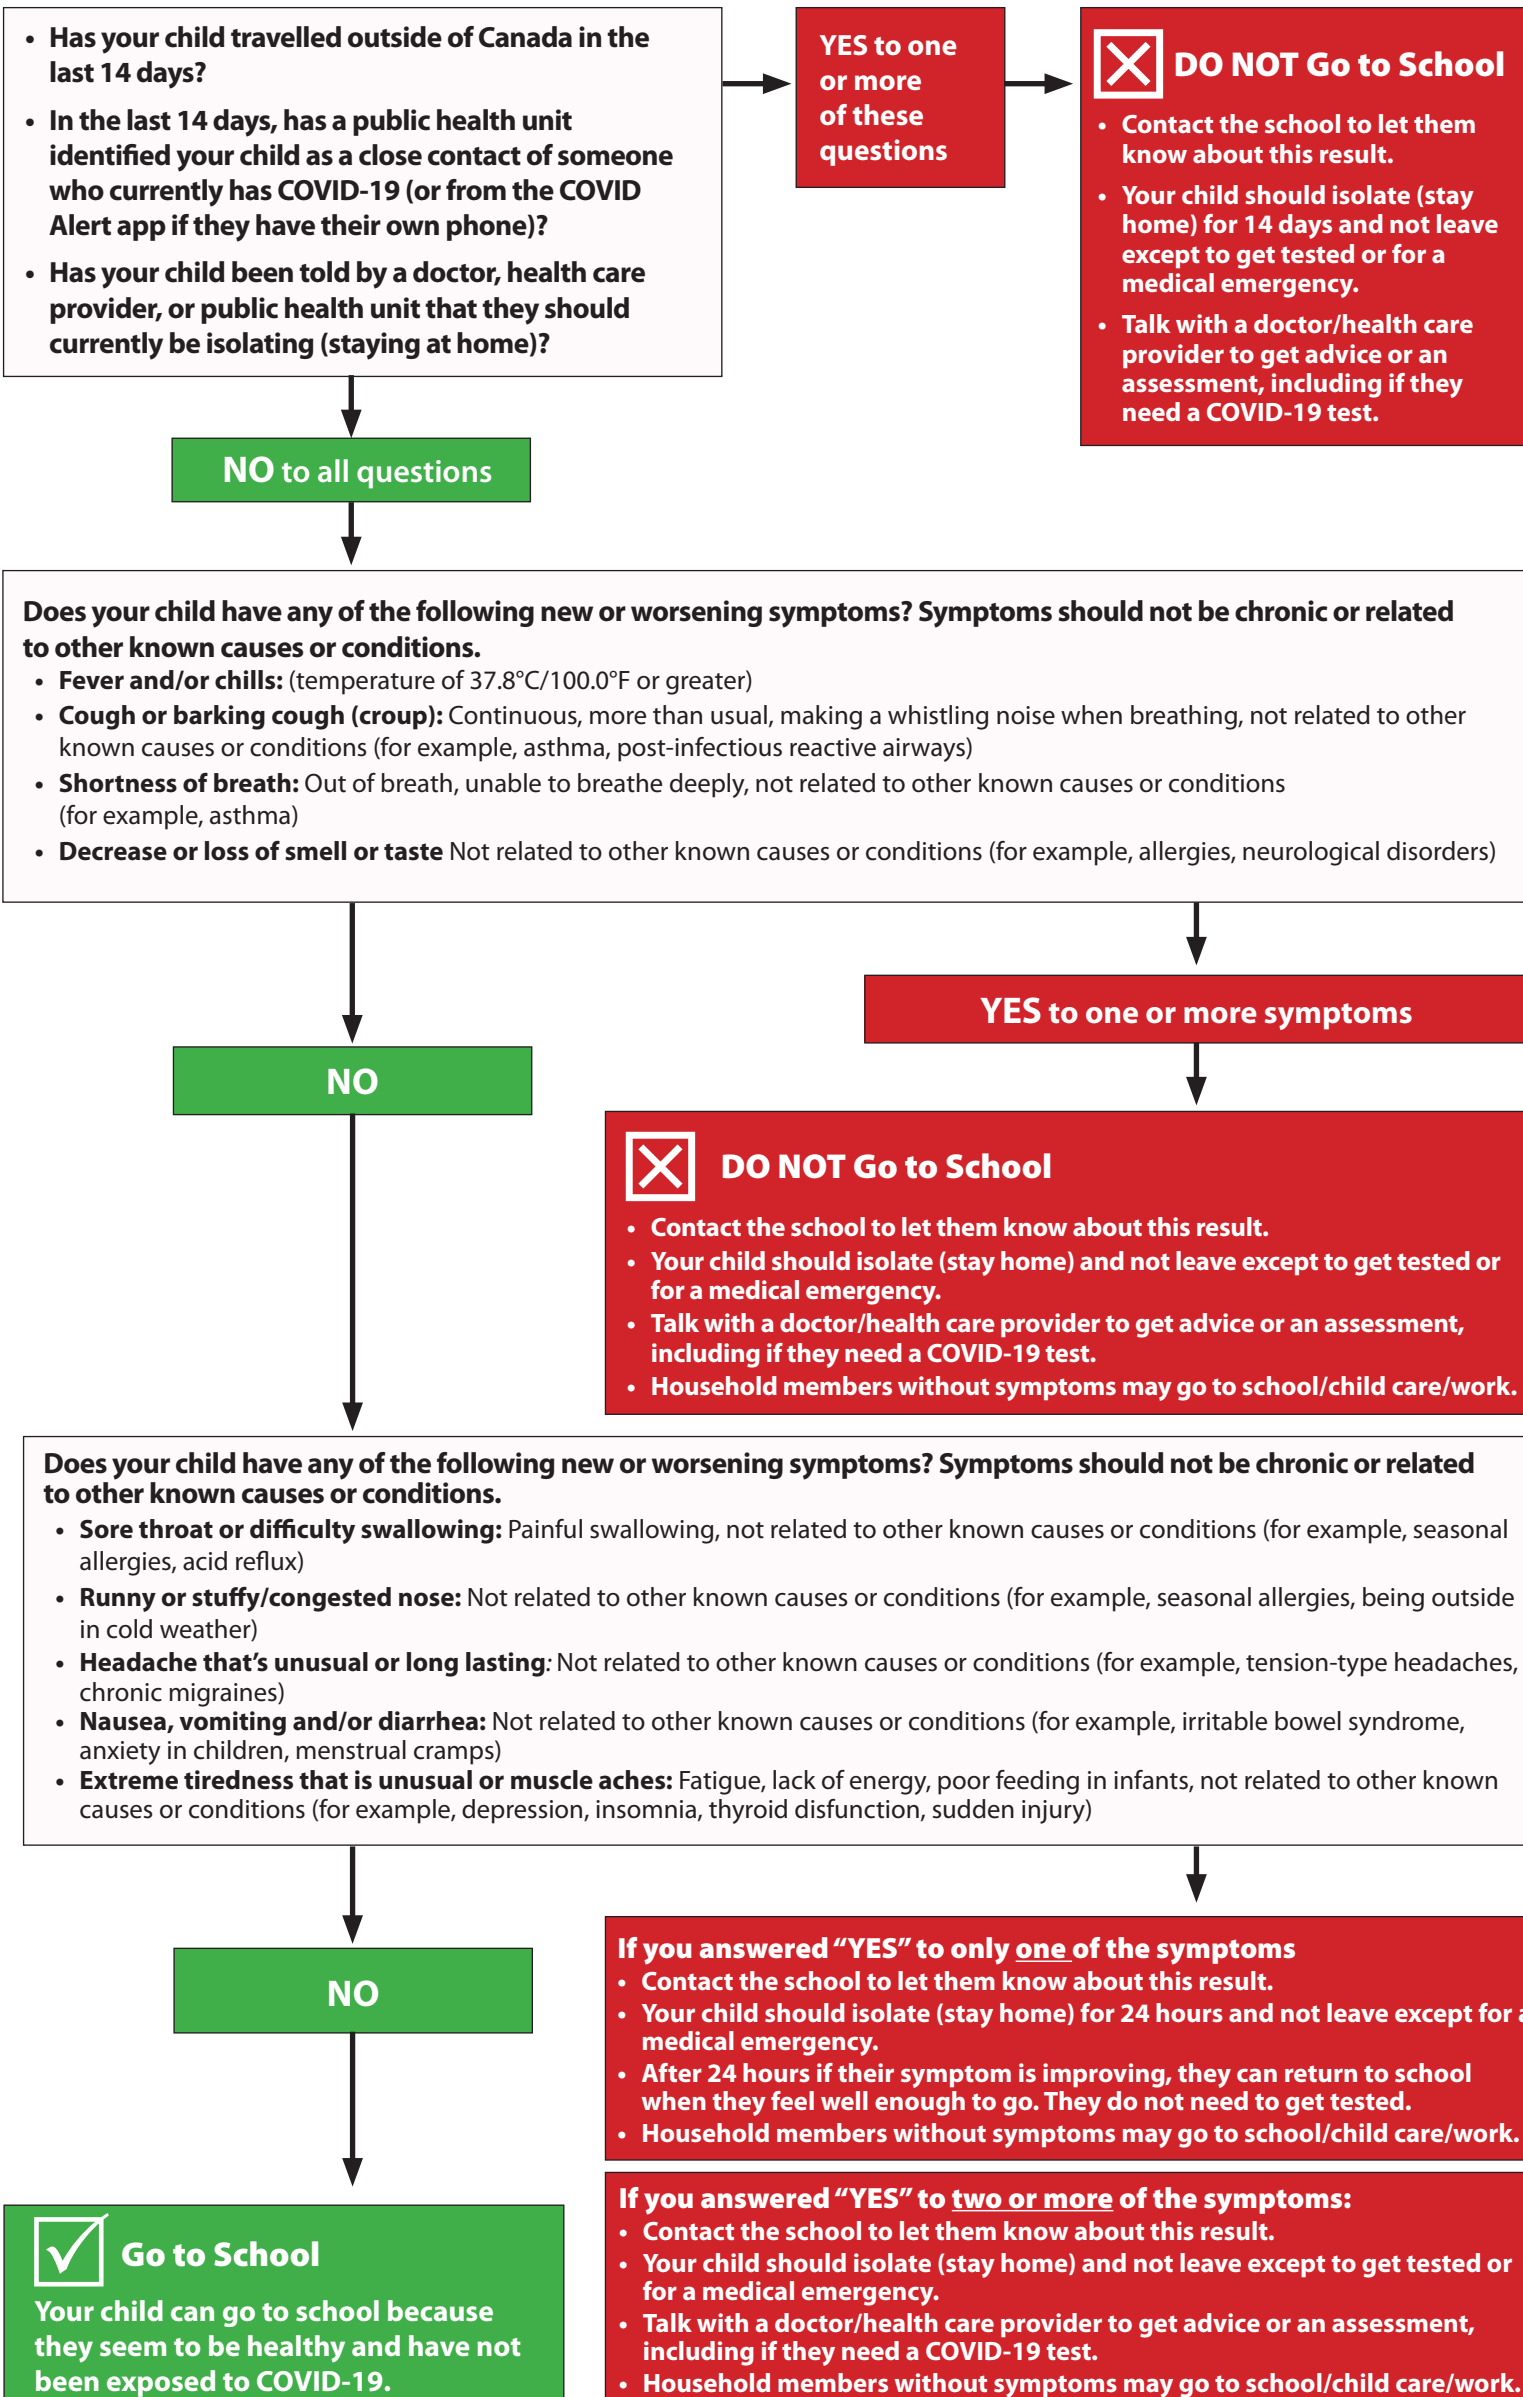 • Has your child travelled outside of Canada in the
last 14 days?
• In the last 14 days, has a public health unit
identified your child as a close contact of someone
who currently has COVID-19 (or from the COVID
Alert app if they have their own phone)?
• Has your child been told by a doctor, health care
provider, or public health unit that they should
currently be isolating (staying at home)?
YES to one
or more
of these
questions
DO NOT Go to School
• Contact the school to let them
know about this result.
• Your child should isolate (stay
home) for 14 days and not leave
except to get tested or for a
medical emergency.
• Talk with a doctor/health care
provider to get advice or an
assessment, including if they
need a COVID-19 test.
NO to all questions
Does your child have any of the following new or worsening symptoms? Symptoms should not be chronic or related
to other known causes or conditions.
• Fever and/or chills: (temperature of 37.8°C/100.0°F or greater)
• Cough or barking cough (croup): Continuous, more than usual, making a whistling noise when breathing, not related to other
known causes or conditions (for example, asthma, post-infectious reactive airways)
• Shortness of breath: Out of breath, unable to breathe deeply, not related to other known causes or conditions
(for example, asthma)
• Decrease or loss of smell or taste Not related to other known causes or conditions (for example, allergies, neurological disorders)
YES to one or more symptoms
NO
DO NOT Go to School
• Contact the school to let them know about this result.
• Your child should isolate (stay home) and not leave except to get tested or
for a medical emergency.
• Talk with a doctor/health care provider to get advice or an assessment,
including if they need a COVID-19 test.
• Household members without symptoms may go to school/child care/work.
Does your child have any of the following new or worsening symptoms? Symptoms should not be chronic or related
to other known causes or conditions.
• Sore throat or difficulty swallowing: Painful swallowing, not related to other known causes or conditions (for example, seasonal
allergies, acid reflux)
• Runny or stuffy/congested nose: Not related to other known causes or conditions (for example, seasonal allergies, being outside
in cold weather)
• Headache that's unusual or long lasting: Not related to other known causes or conditions (for example, tension-type headaches,
chronic migraines)
• Nausea, vomiting and/or diarrhea: Not related to other known causes or conditions (for example, irritable bowel syndrome,
anxiety in children, menstrual cramps)
• Extreme tiredness that is unusual or muscle aches: Fatigue, lack of energy, poor feeding in infants, not related to other known
causes or conditions (for example, depression, insomnia, thyroid disfunction, sudden injury)
NO
If you answered “YES” to only one of the symptoms
• Contact the school to let them know about this result.
• Your child should isolate (stay home) for 24 hours and not leave except for a
medical emergency.
• After 24 hours if their symptom is improving, they can return to school
when they feel well enough to go. They do not need to get tested.
• Household members without symptoms may go to school/child care/work.
If you answered “YES” to two or more of the symptoms:
• Contact the school to let them know about this result.
• Your child should isolate (stay home) and not leave except to get tested or
for a medical emergency.
• Talk with a doctor/health care provider to get advice or an assessment,
including if they need a COVID-19 test.
• Household members without symptoms may go to school/child care/work.
Go to School
Your child can go to school because
they seem to be healthy and have not
been exposed to COVID-19.